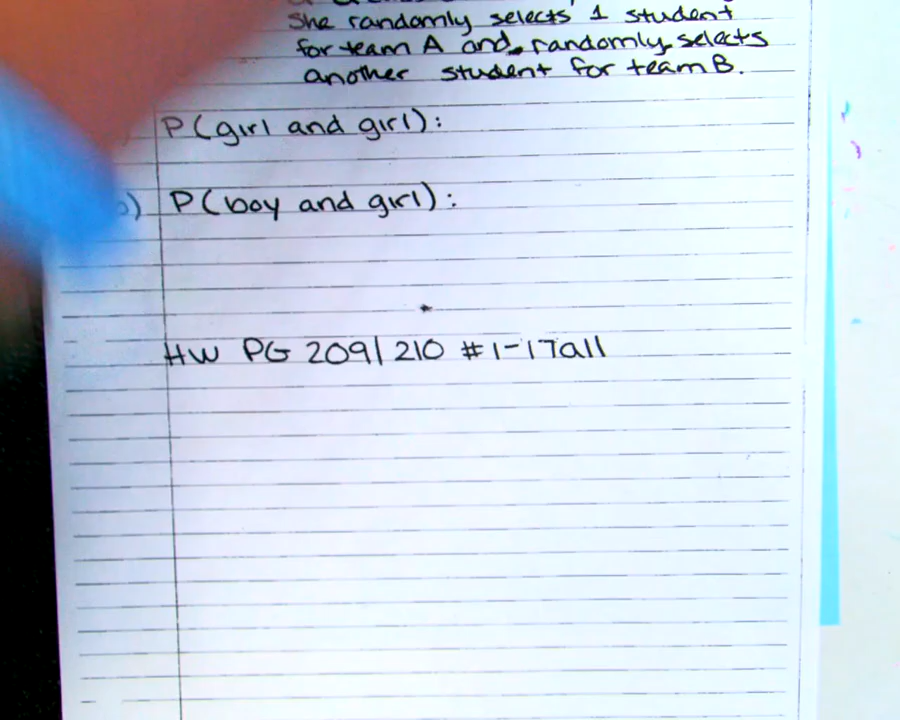 She randomly selects 1 student
for team A and randomly selects
another student for team B.
P(girl and girl):
b) P(boy and girl):
HW PG 209/210 #1-17all